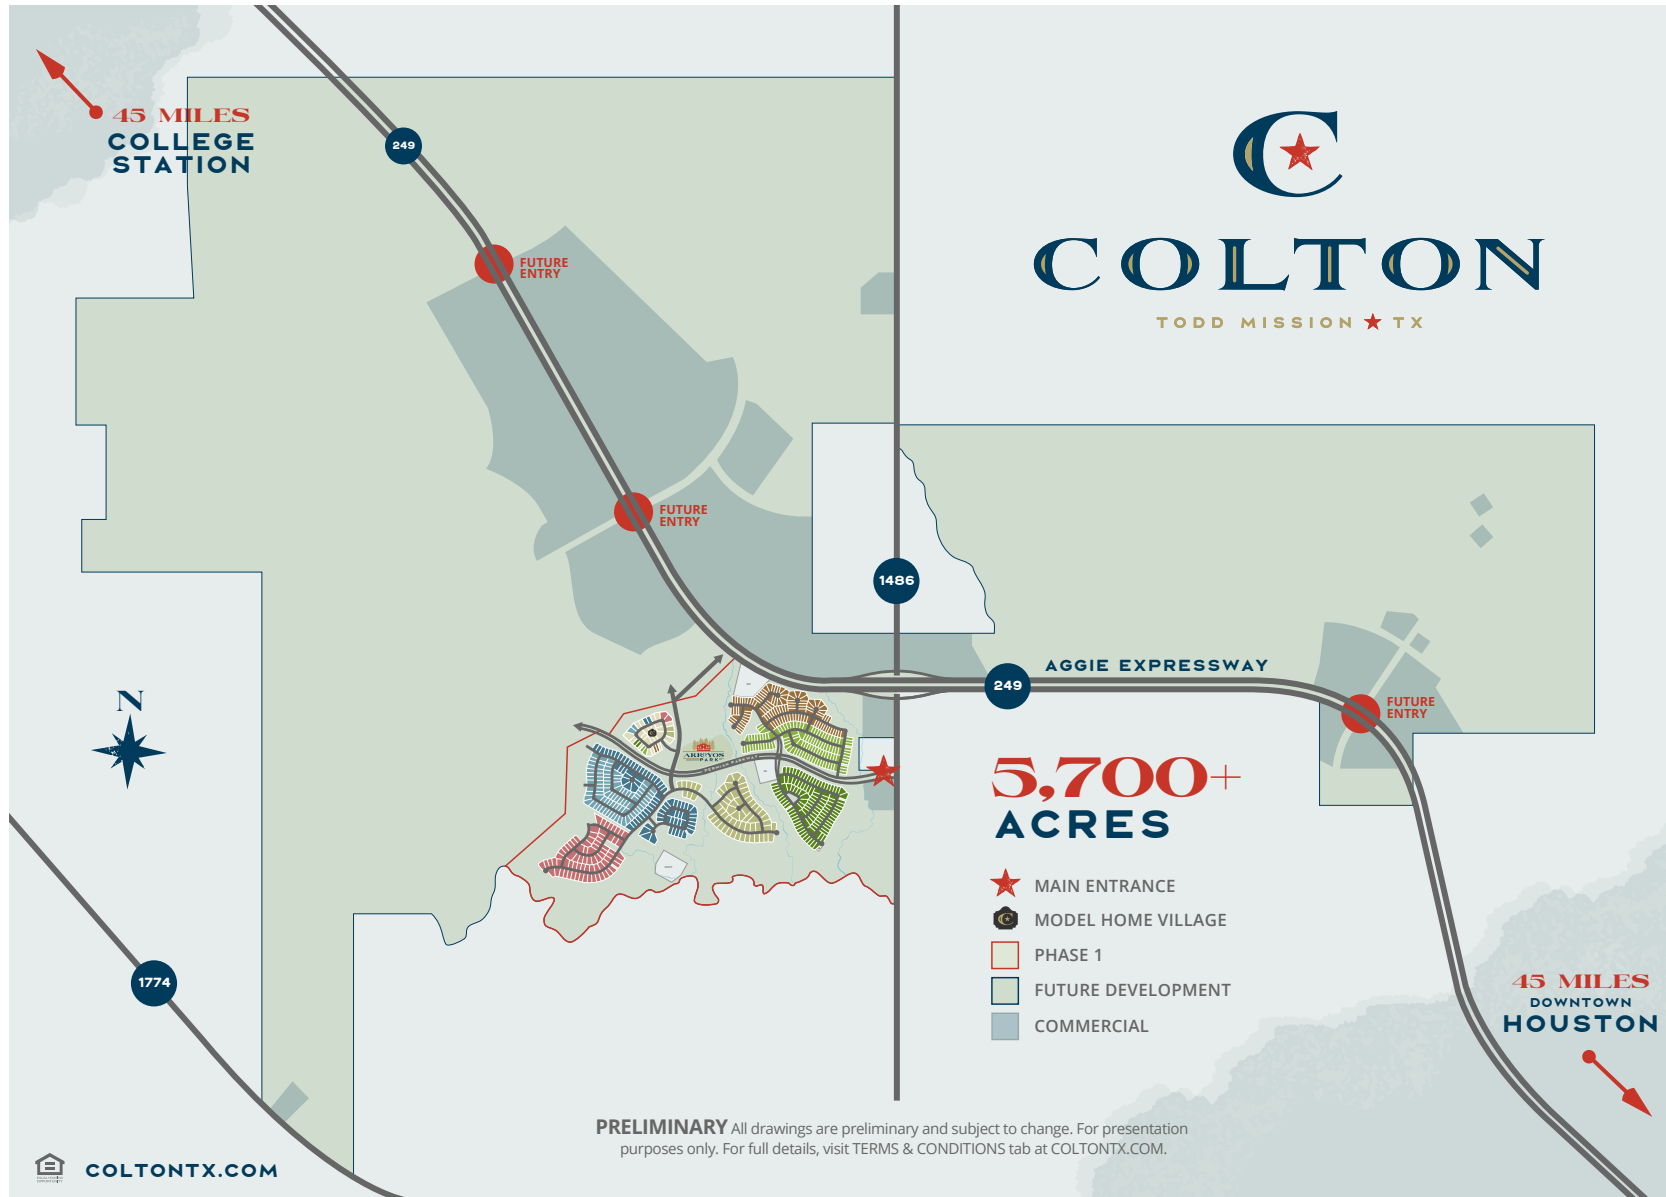 45 MILES
COLLEGE
STATION
249
FUTURE
ENTRY
C
COLTON
TODD MISSION ★ TX
FUTURE
ENTRY
1486
AGGIE EXPRESSWAY
249
FUTURE
ENTRY
N
ARROYOS
PARK
5,700+
ACRES
MAIN ENTRANCE
MODEL HOME VILLAGE
PHASE 1
FUTURE DEVELOPMENT
COMMERCIAL
1774
45 MILES
DOWNTOWN
HOUSTON
PRELIMINARY All drawings are preliminary and subject to change. For presentation
purposes only. For full details, visit TERMS & CONDITIONS tab at COLTONTX.COM.
COLTONTX.COM